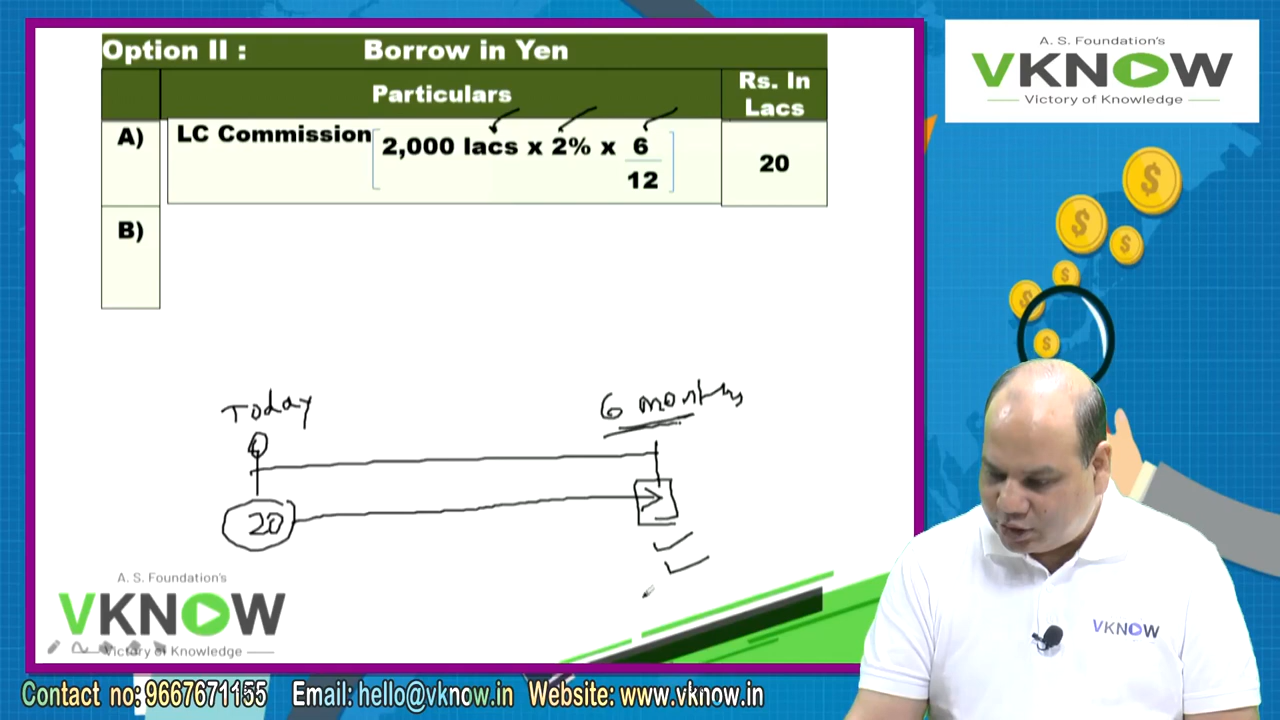 Option II : Borrow in Yen
Particulars Rs. In Lacs
A) LC Commission 2,000 lacs x 2% x 6/12 20
B)
Today 6 months
0
20
A. S. Foundation's
VKNOW
Victory of Knowledge
A. S. Foundation's
VKNOW
Victory of Knowledge
VKNOW
Contact no: 9667671155 Email: hello@vknow.in Website: www.vknow.in
$
$
$
$
$
$